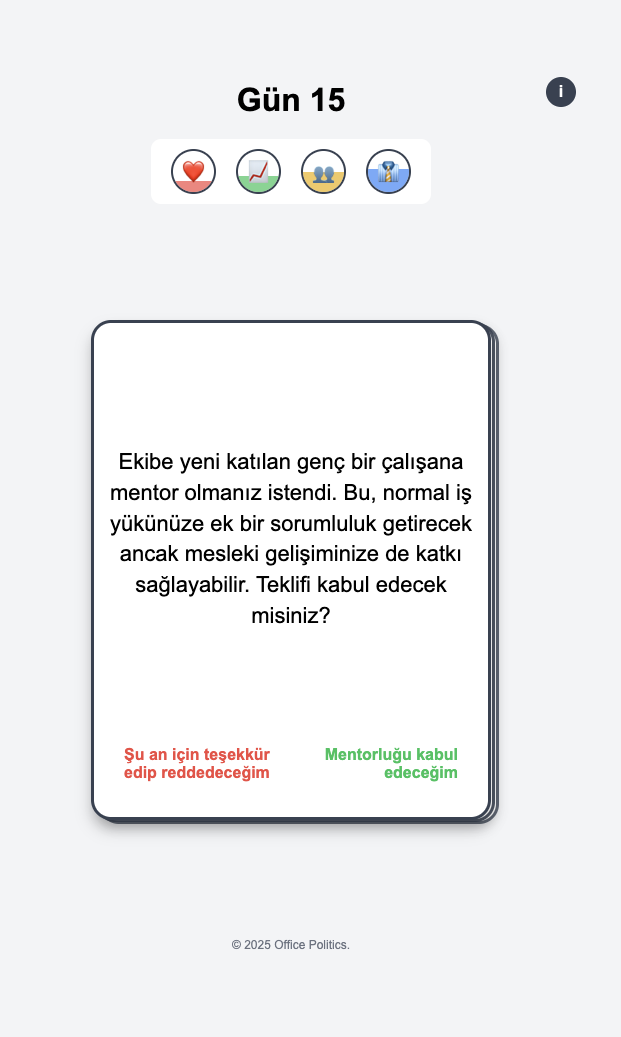 Gün 15
i
Ekibe yeni katılan genç bir çalışana
mentor olmanız istendi. Bu, normal iş
yükünüze ek bir sorumluluk getirecek
ancak mesleki gelişiminize de katkı
sağlayabilir. Teklifi kabul edecek
misiniz?
Şu an için teşekkür
edip reddedeceğim
Mentorluğu kabul
edeceğim
© 2025 Office Politics.